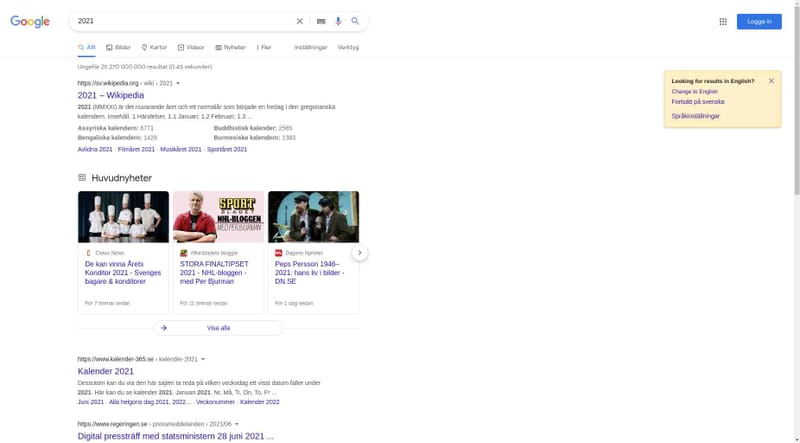 Google
2021
Logga in
Allt
Bilder
Kartor
Videor
Nyheter
Fler
Inställningar
Verktyg
Ungefär 25 270 000 000 resultat (0,45 sekunder)
Looking for results in English?
Change to English
Fortsätt på svenska
Språkinställningar
https://sv.wikipedia.org › wiki › 2021
2021 – Wikipedia
2021 (MMXXI) är det nuvarande året och ett normalår som började en fredag i den gregorianska
kalendern. Innehåll. 1 Händelser. 1.1 Januari; 1.2 Februari; 1.3 ...
Assyriska kalendern: 6771
Buddhistisk kalender: 2565
Bengaliska kalendern: 1428
Burmesiska kalendern: 1383
Avlidna 2021 · Filmåret 2021 · Musikåret 2021 · Sportåret 2021
Huvudnyheter
SPORT
BLADET
NHL-BLOGGEN
MED PER BJURMAN
Cision News
De kan vinna Årets
Konditor 2021 - Sveriges
bagare & konditorer
För 7 timmar sedan
Aftonbladets bloggar
STORA FINALTIPSET
2021 - NHL-bloggen -
med Per Bjurman
För 11 timmar sedan
Dagens Nyheter
Peps Persson 1946–
2021: hans liv i bilder -
DN.SE
För 1 dag sedan
Visa alla
https://www.kalender-365.se › kalender-2021
Kalender 2021
Dessutom kan du via den här sajten ta reda på vilken veckodag ett visst datum faller under
2021. Här kan du se kalender 2021. Januari 2021. Nr, Må, Ti, On, To, Fr ...
Juni 2021 · Alla helgons dag 2021, 2022... · Veckonummer · Kalender 2022
https://www.regeringen.se › pressmeddelanden › 2021/06
Digital pressträff med statsministern 28 juni 2021 ...